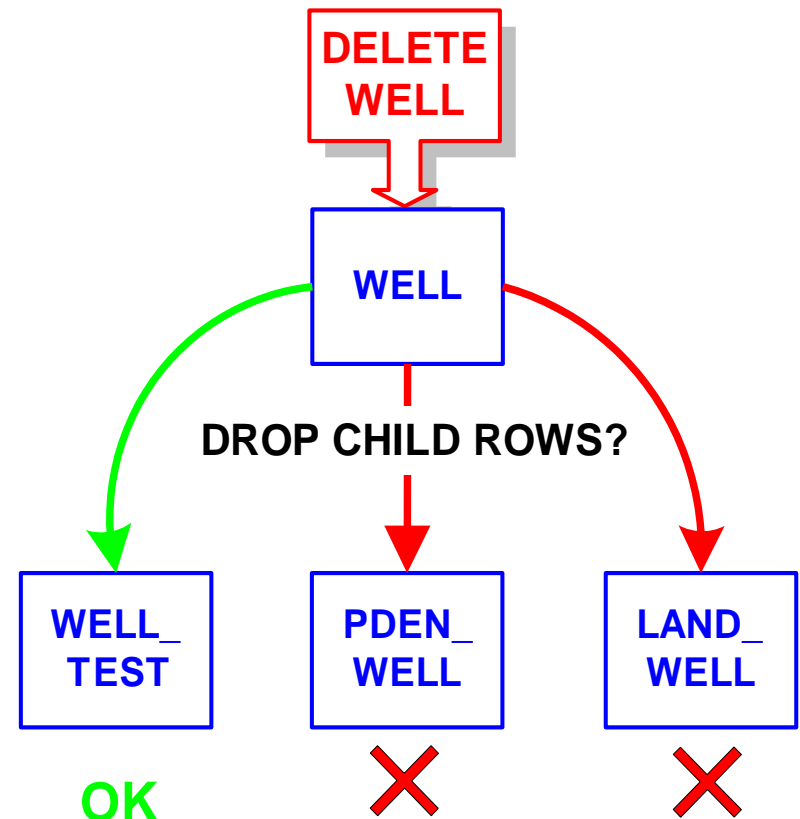 DELETE
WELL
WELL
DROP CHILD ROWS?
WELL_
TEST
PDEN_
WELL
LAND_
WELL
OK